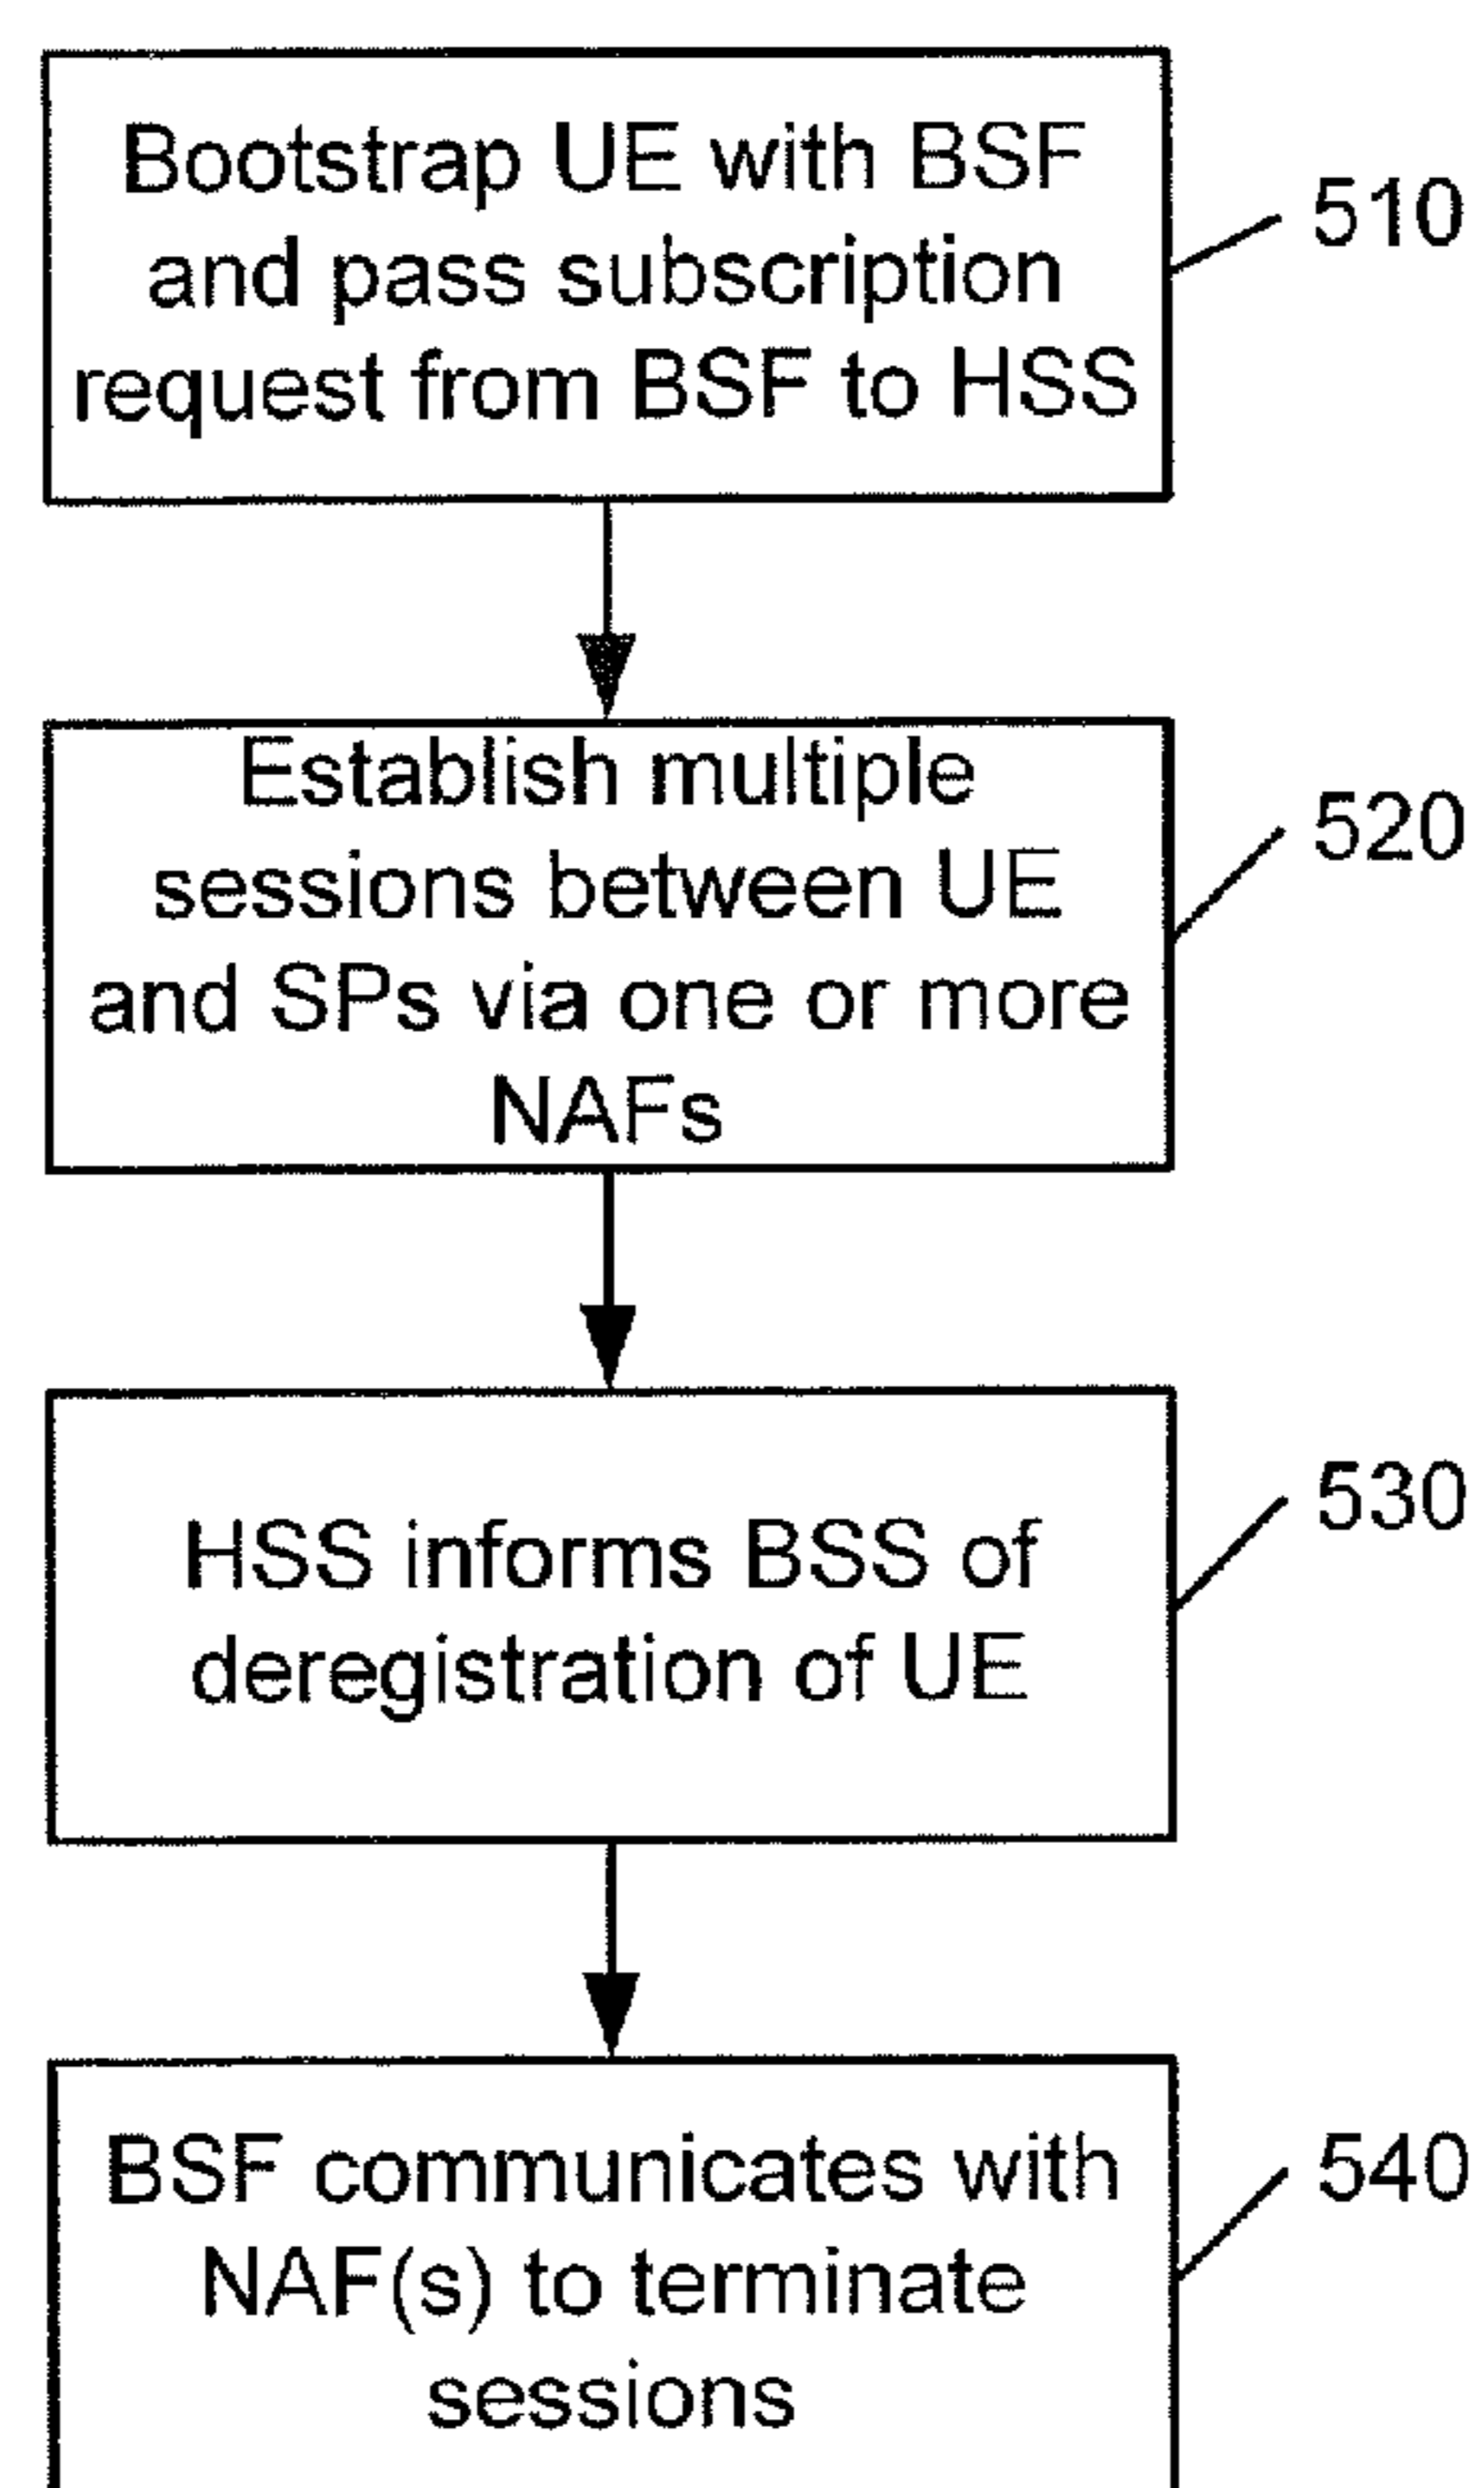 Bootstrap UE with BSF
and pass subscription
request from BSF to HSS
510
Establish multiple
sessions between UE
and SPs via one or more
NAFs
520
HSS informs BSS of
deregistration of UE
530
BSF communicates with
NAF(s) to terminate
sessions
540